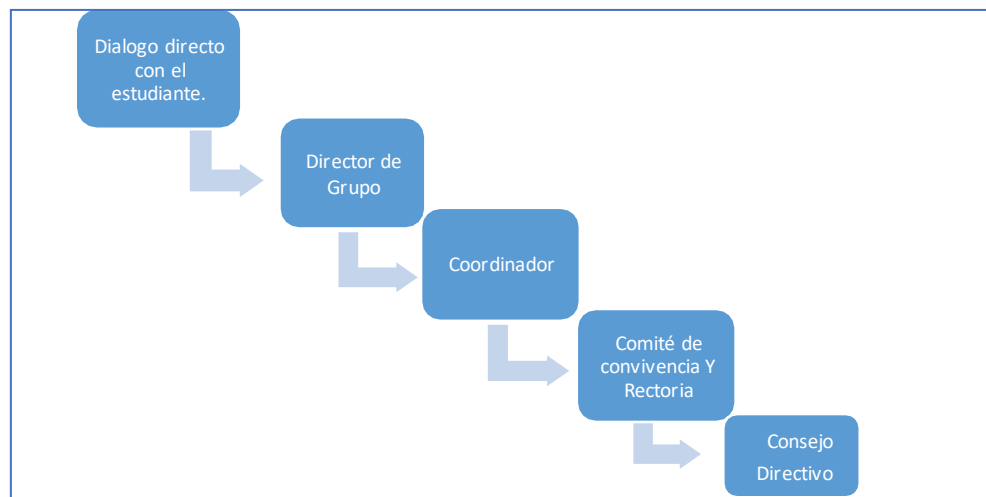 Dialogo directo
con el
estudiante.
Director de
Grupo
Coordinador
Comité de
convivencia Y
Rectoria
Consejo
Directivo